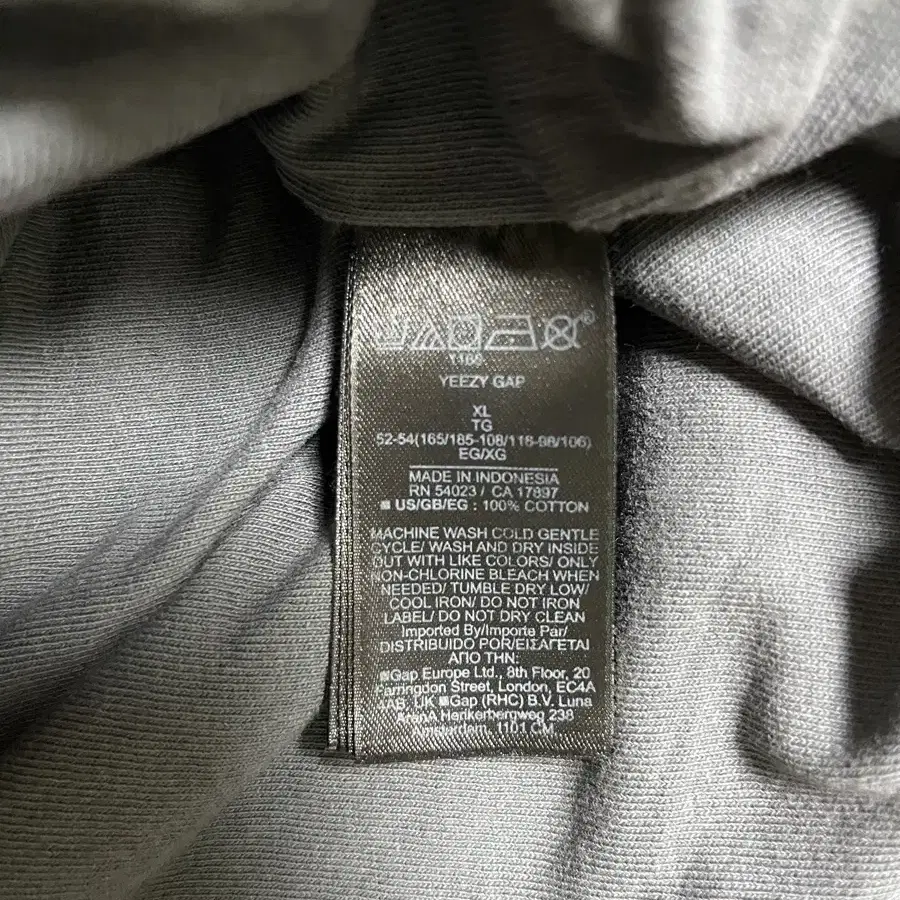 YEEZY GAP
XL
TG
52-54(165/185-108/118-98/106)
EG/XG
MADE IN INDONESIA
RN 54023 / CA 17897
US/GB/EG : 100% COTTON
MACHINE WASH COLD GENTLE
CYCLE/ WASH AND DRY INSIDE
OUT WITH LIKE COLORS/ ONLY
NON-CHLORINE BLEACH WHEN
NEEDED/ TUMBLE DRY LOW/
COOL IRON/ DO NOT IRON
LABEL/ DO NOT DRY CLEAN
Imported By/Importe Par/
DISTRIBUIDO POR/ΕΙΣΑΓΕΤΑΙ
ΑΠΟ ΤΗΝ:
Gap Europe Ltd., 8th Floor, 20
Farringdon Street, London, EC4A
4AB, UK Gap (RHC) B.V. Luna
ArenA Herikerbergweg 238
Amsterdam, 1101 CM,